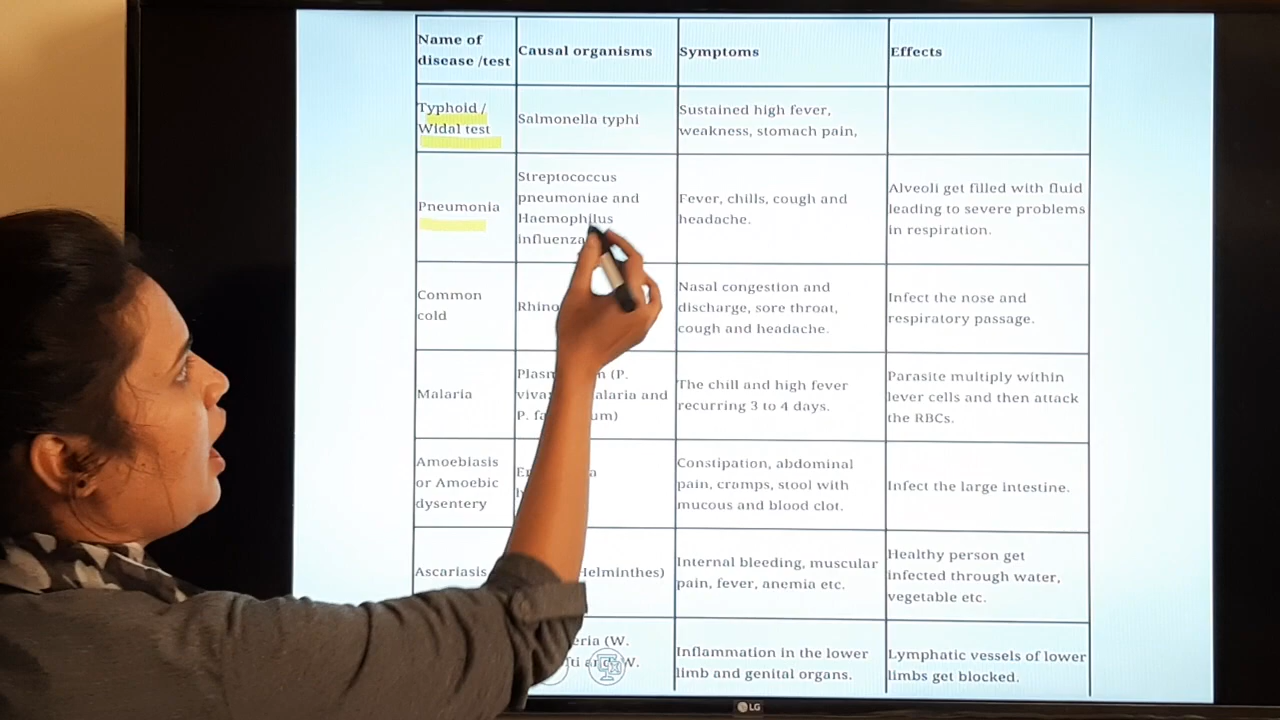 Name of
disease /test
Causal organisms
Symptoms
Effects
Typhoid /
Widal test
Salmonella typhi
Sustained high fever,
weakness, stomach pain,
Pneumonia
Streptococcus
pneumoniae and
Haemophilus
influenza
Fever, chills, cough and
headache.
Alveoli get filled with fluid
leading to severe problems
in respiration.
Common
cold
Rhino
Nasal congestion and
discharge, sore throat,
cough and headache.
Infect the nose and
respiratory passage.
Malaria
(P.
and
P.
The chill and high fever
recurring 3 to 4 days.
Parasite multiply within
lever cells and then attack
the RBCs.
Amoebiasis
or Amoebic
dysentery
Constipation, abdominal
pain, cramps, stool with
mucous and blood clot.
Infect the large intestine.
Ascariasis
Helminthes)
Internal bleeding, muscular
pain, fever, anemia etc.
Healthy person get
infected through water,
vegetable etc.
(W.
W.
Inflammation in the lower
limb and genital organs.
Lymphatic vessels of lower
limbs get blocked.
LG